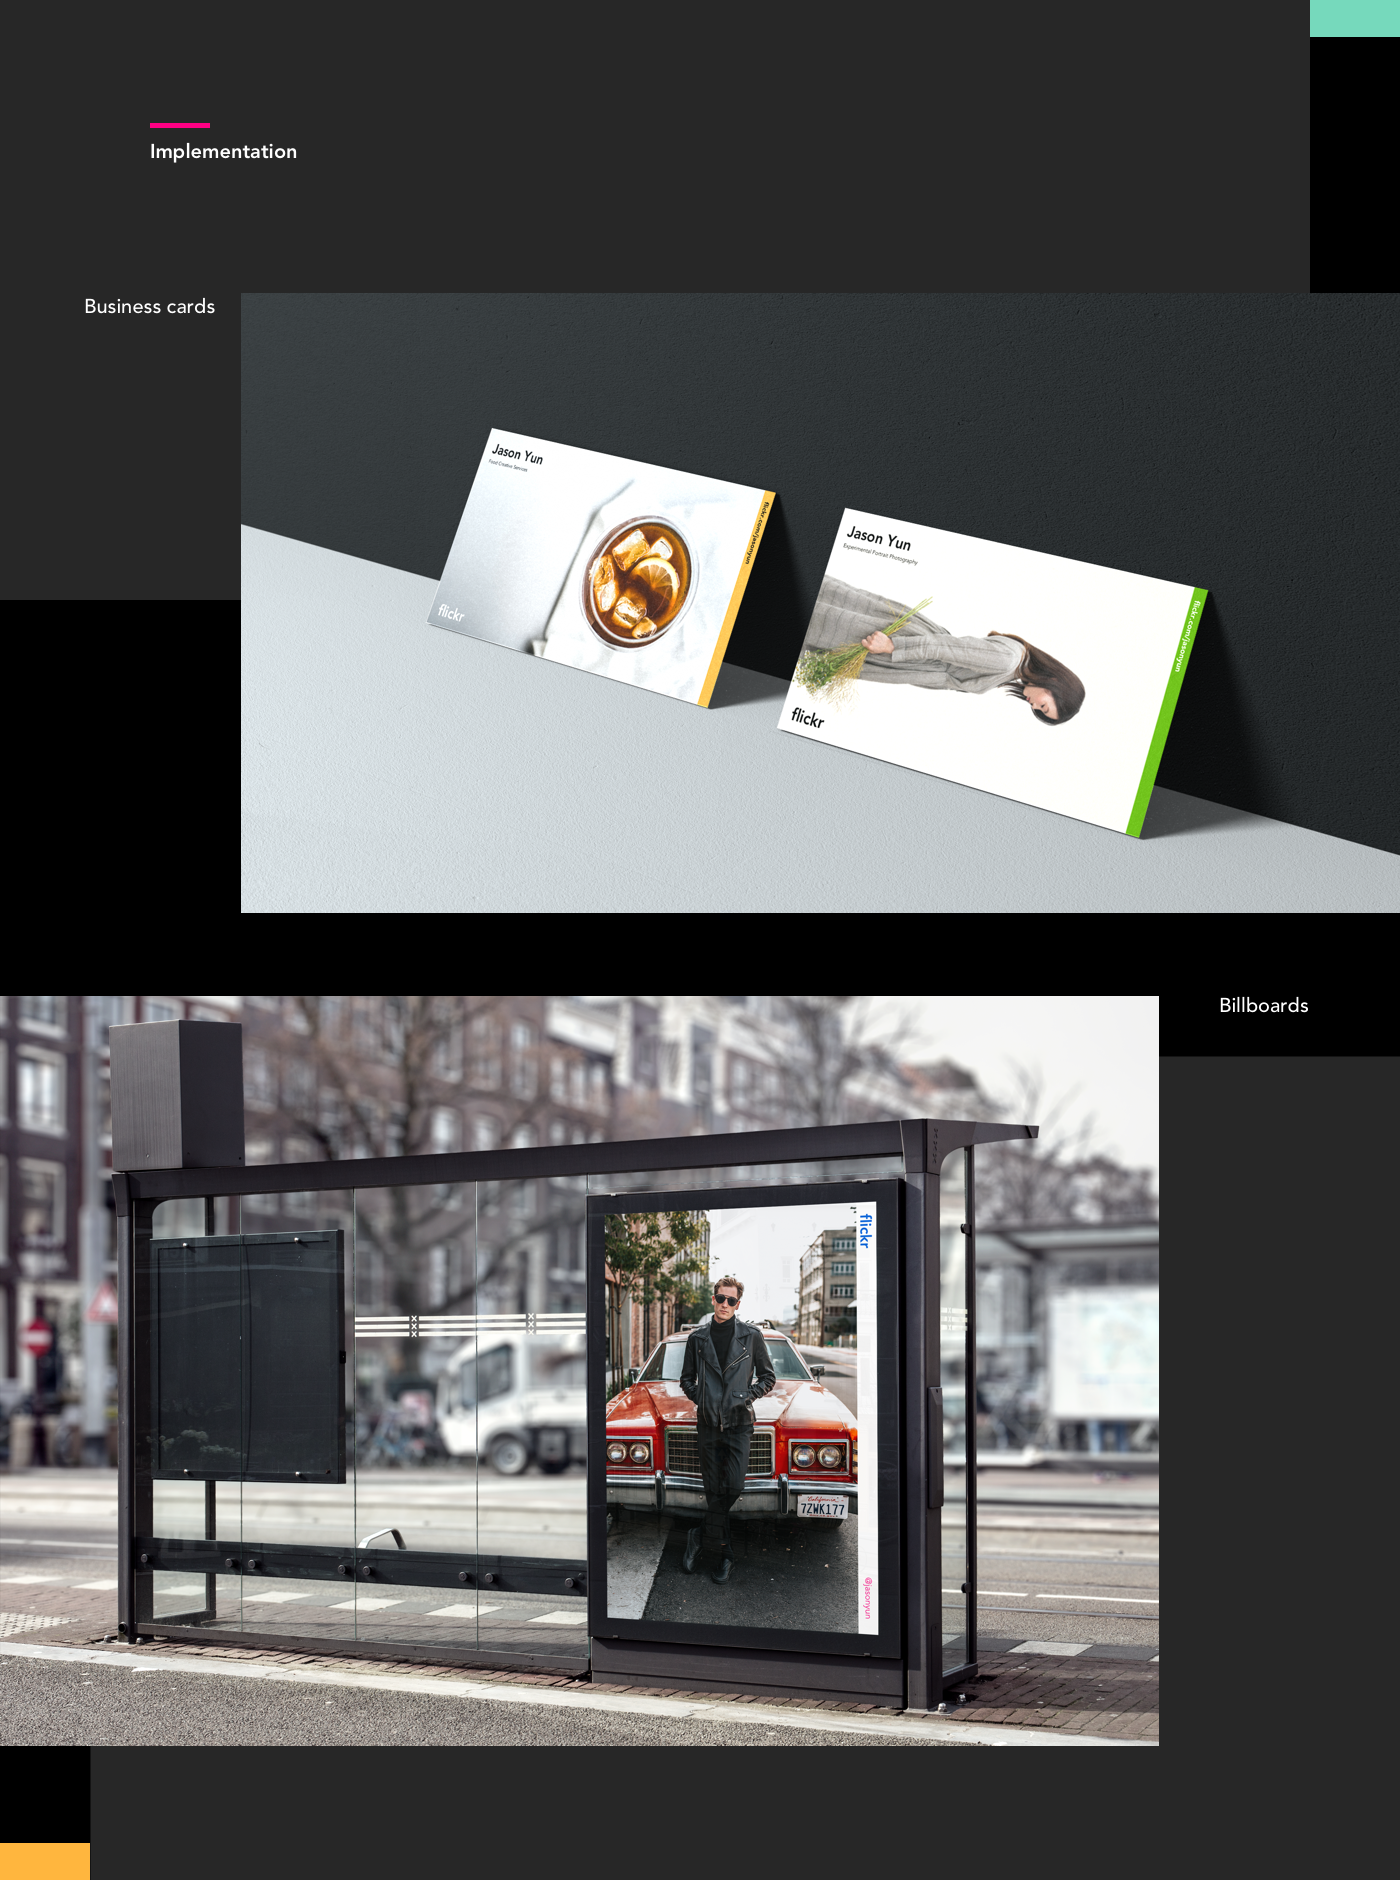 Implementation
Business cards
Jason Yun
Food Creative Services
flickr.com/jasonyun
flickr
Jason Yun
Experimental Portrait Photography
flickr.com/jasonyun
flickr
Billboards
flickr
California
7ZWK177
@jasonyun